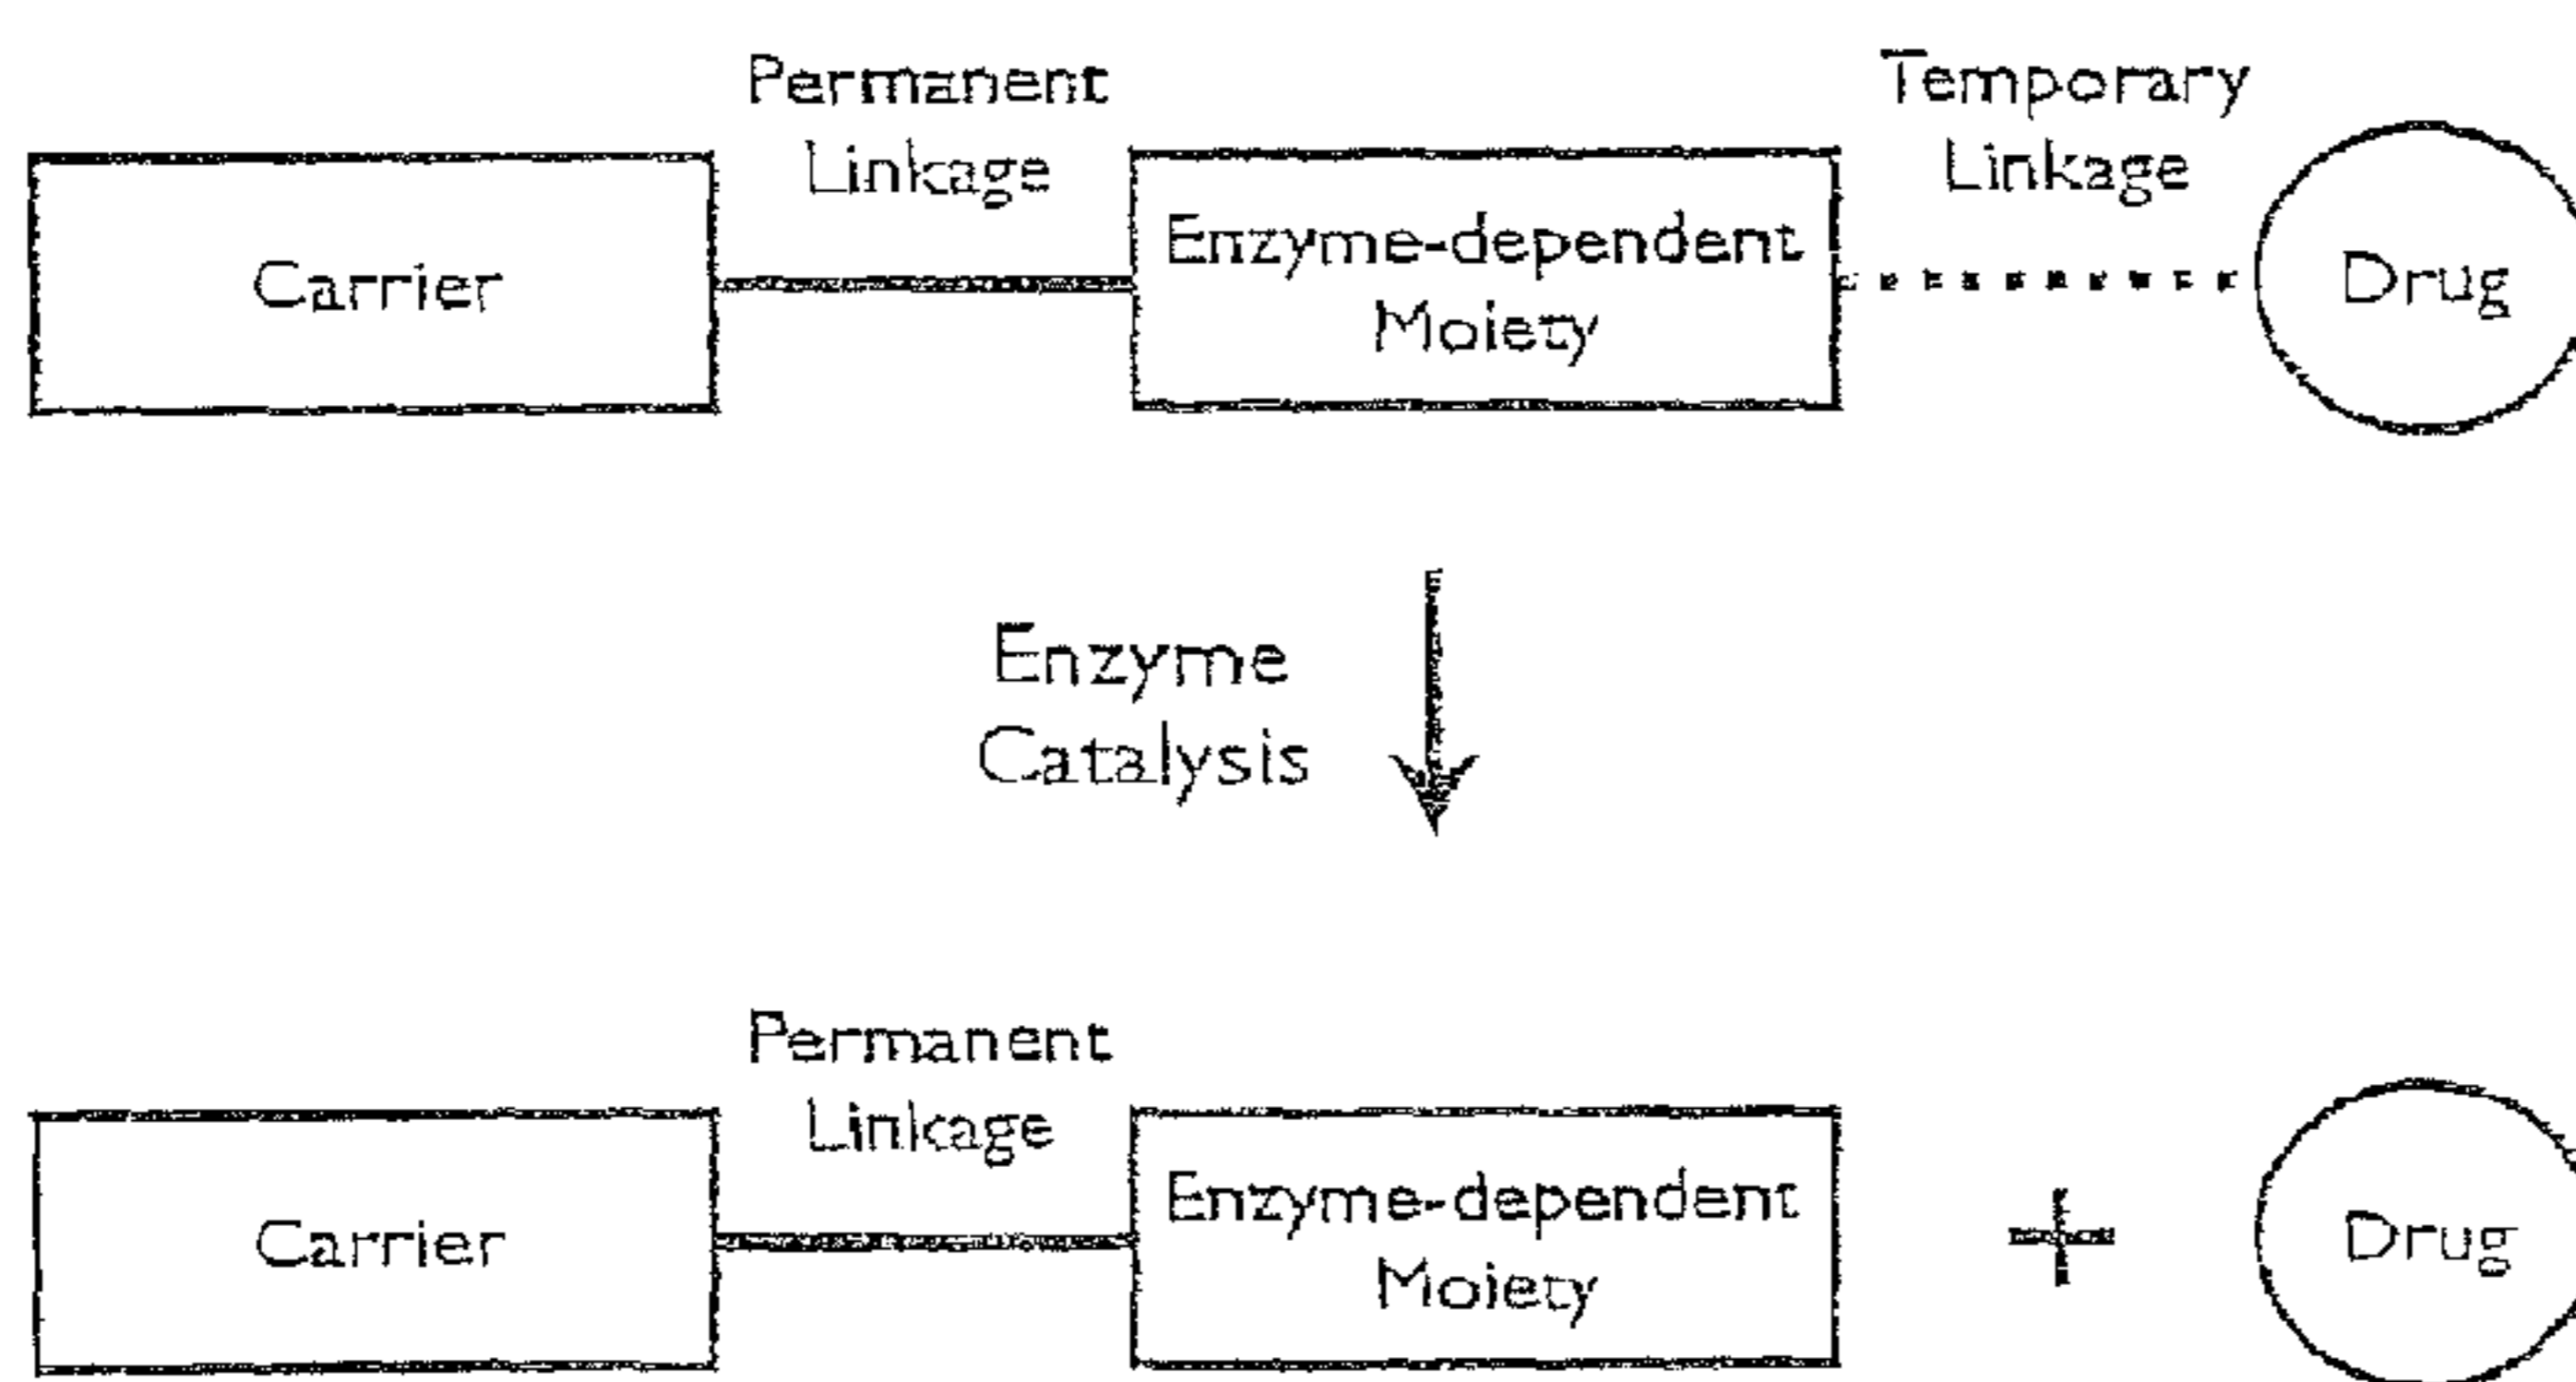 Permanent
Linkage
Temporary
Linkage
Carrier
Enzyme-dependent
Moiety
Drug
Enzyme
Catalysis
Permanent
Linkage
Carrier
Enzyme-dependent
Moiety
+
Drug